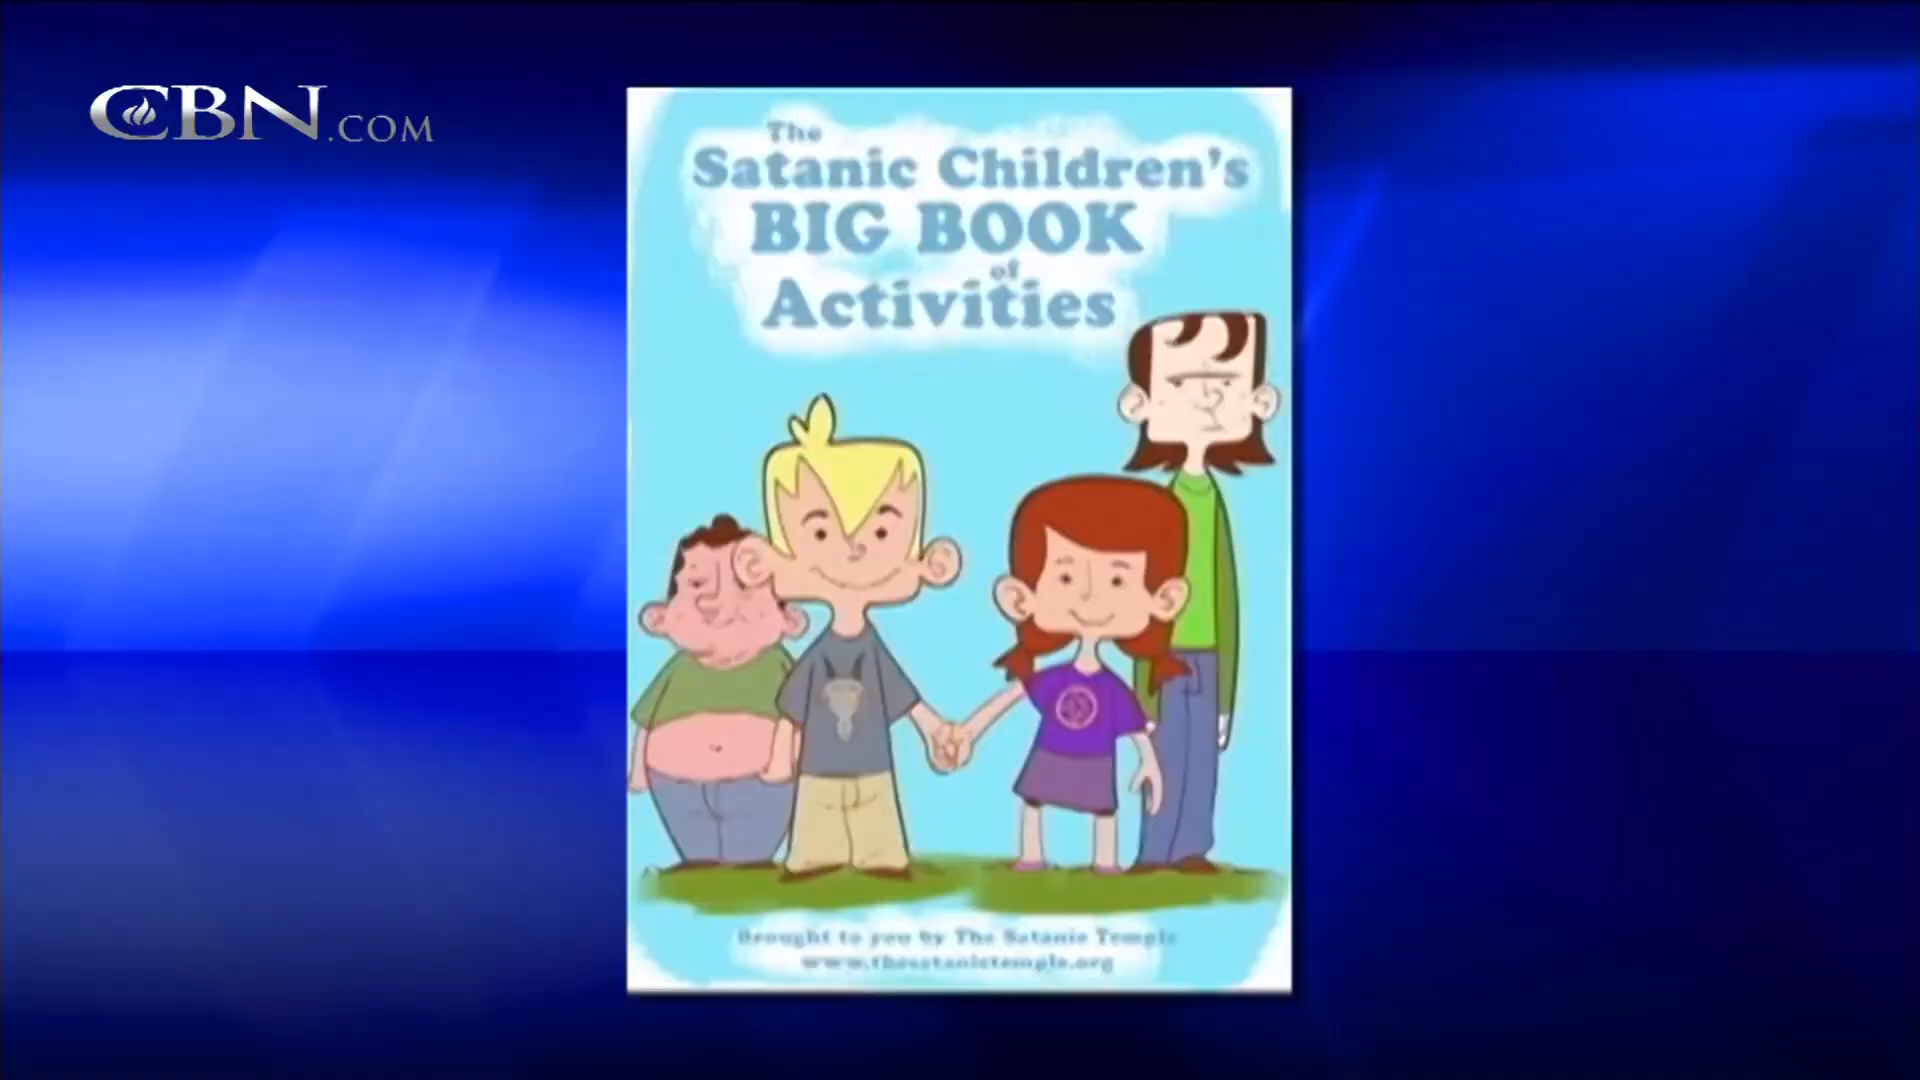 CBN.COM
The
Satanic Children's
BIG BOOK
of
Activities
Brought to you by The Satanic Temple
www.thesatanictemple.org